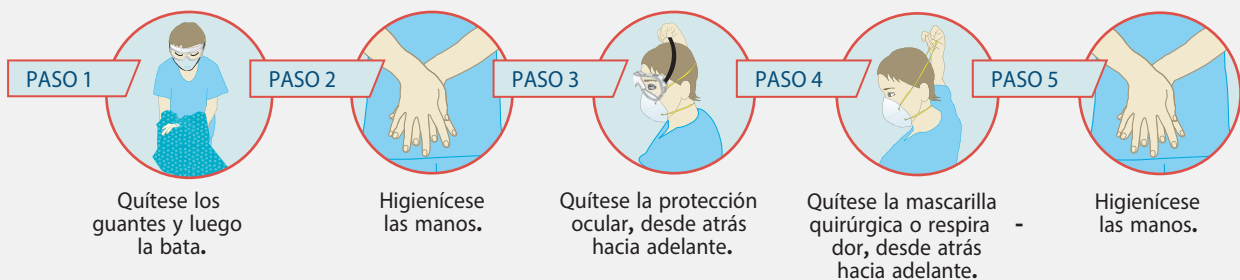 PASO 1
Quítese los
guantes y luego
la bata.
PASO 2
Higienícese
las manos.
PASO 3
Quítese la protección
ocular, desde atrás
hacia adelante.
PASO 4
Quítese la mascarilla
quirúrgica o respira -
dor, desde atrás
hacia adelante.
PASO 5
Higienícese
las manos.